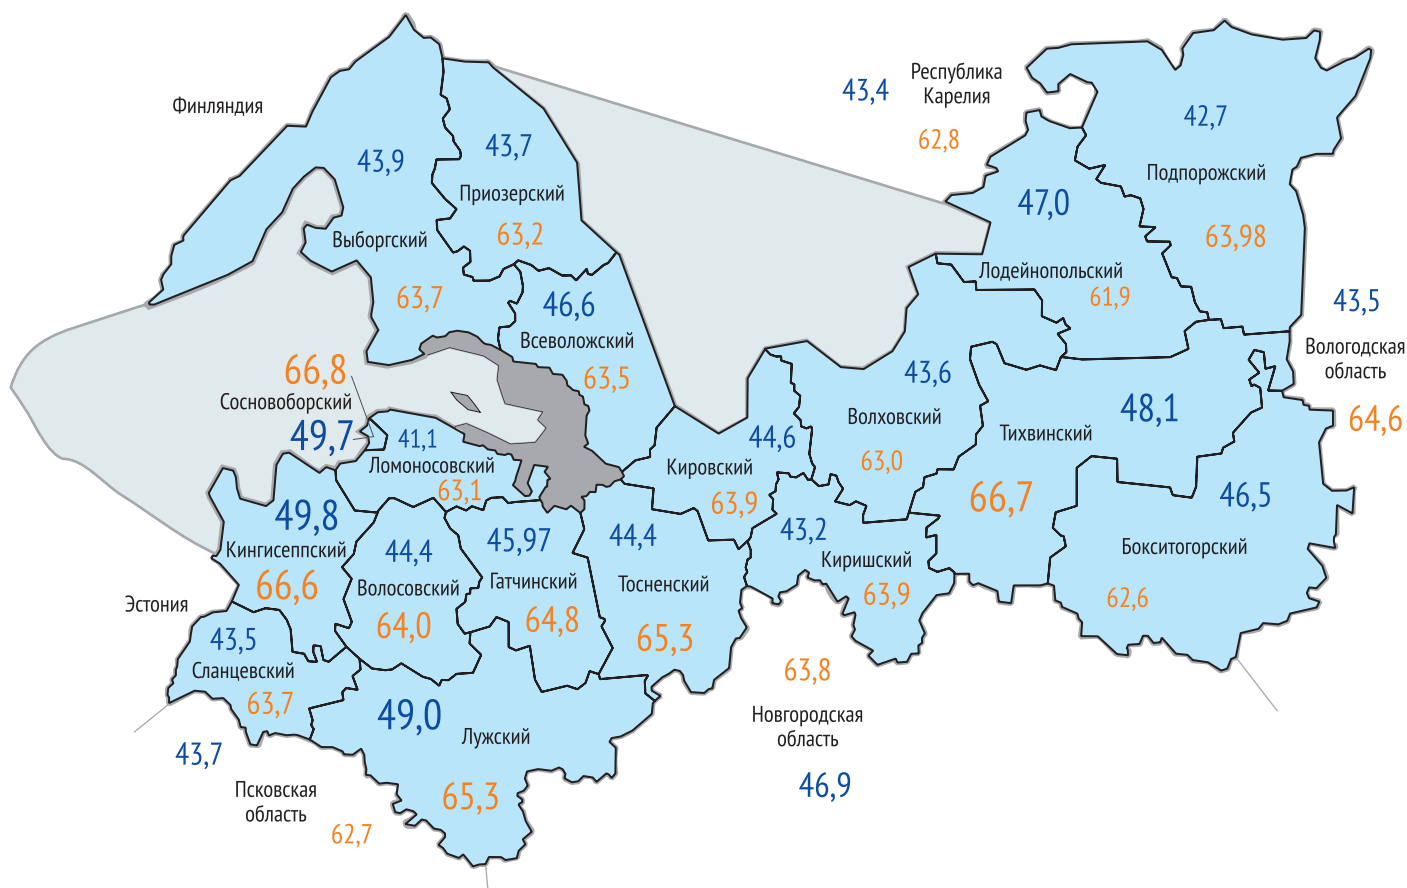 Финляндия
43,9
Выборгский
63,7
43,7
Приозерский
63,2
46,6
Всеволожский
63,5
43,4
Республика
Карелия
62,8
47,0
Лодейнопольский
61,9
42,7
Подпорожский
63,98
43,5
Вологодская
область
64,6
66,8
Сосновоборский
49,7
41,1
Ломоносовский
63,1
44,6
Кировский
63,9
43,6
Волховский
63,0
48,1
Тихвинский
66,7
46,5
Бокситогорский
62,6
49,8
Кингисеппский
66,6
44,4
Волосовский
64,0
45,97
Гатчинский
64,8
44,4
Тосненский
65,3
43,2
Киришский
63,9
Эстония
43,5
Сланцевский
63,7
49,0
Лужский
65,3
63,8
Новгородская
область
46,9
43,7
Псковская
область
62,7